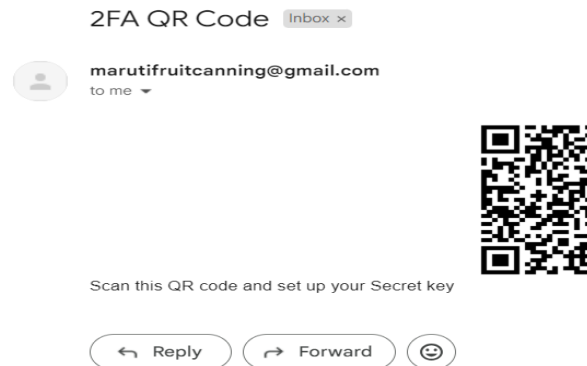 2FA QR Code Inbox ×
marutifruitcanning@gmail.com
to me
Scan this QR code and set up your Secret key
Reply Forward